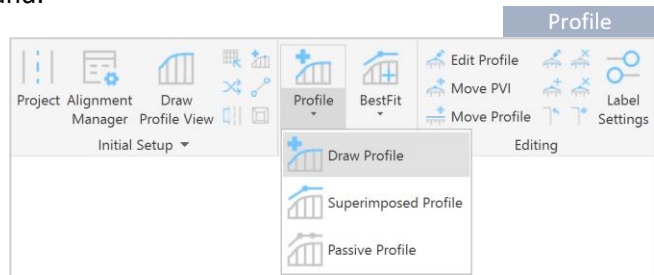 Profile
Project Alignment Manager Draw Profile View
Initial Setup
Profile BestFit
Edit Profile
Move PVI
Move Profile
Label Settings
Editing
Draw Profile
Superimposed Profile
Passive Profile